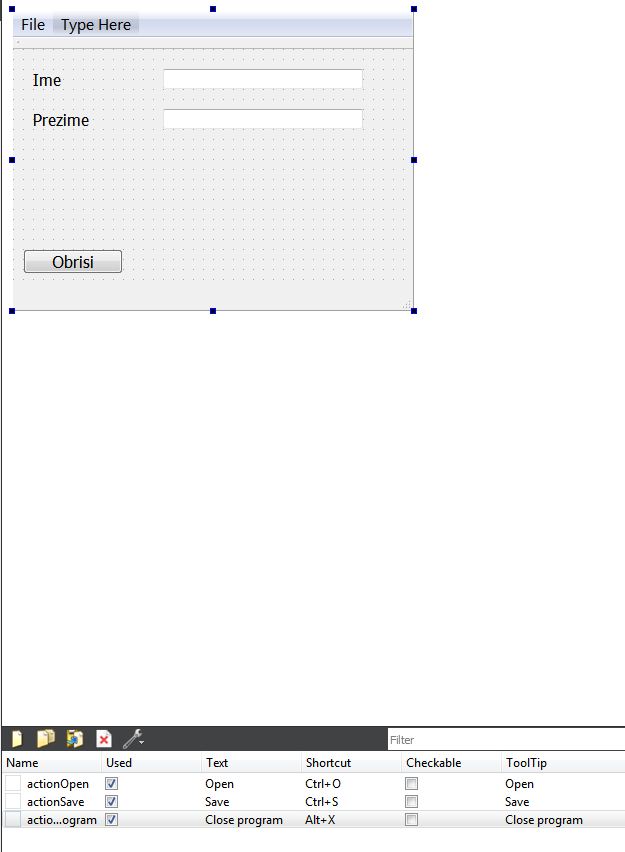 File Type Here
Ime
Prezime
Obrisi
Filter
Name Used Text Shortcut Checkable ToolTip
actionOpen Open Ctrl+O Open
actionSave Save Ctrl+S Save
actio...ogram Close program Alt+X Close program